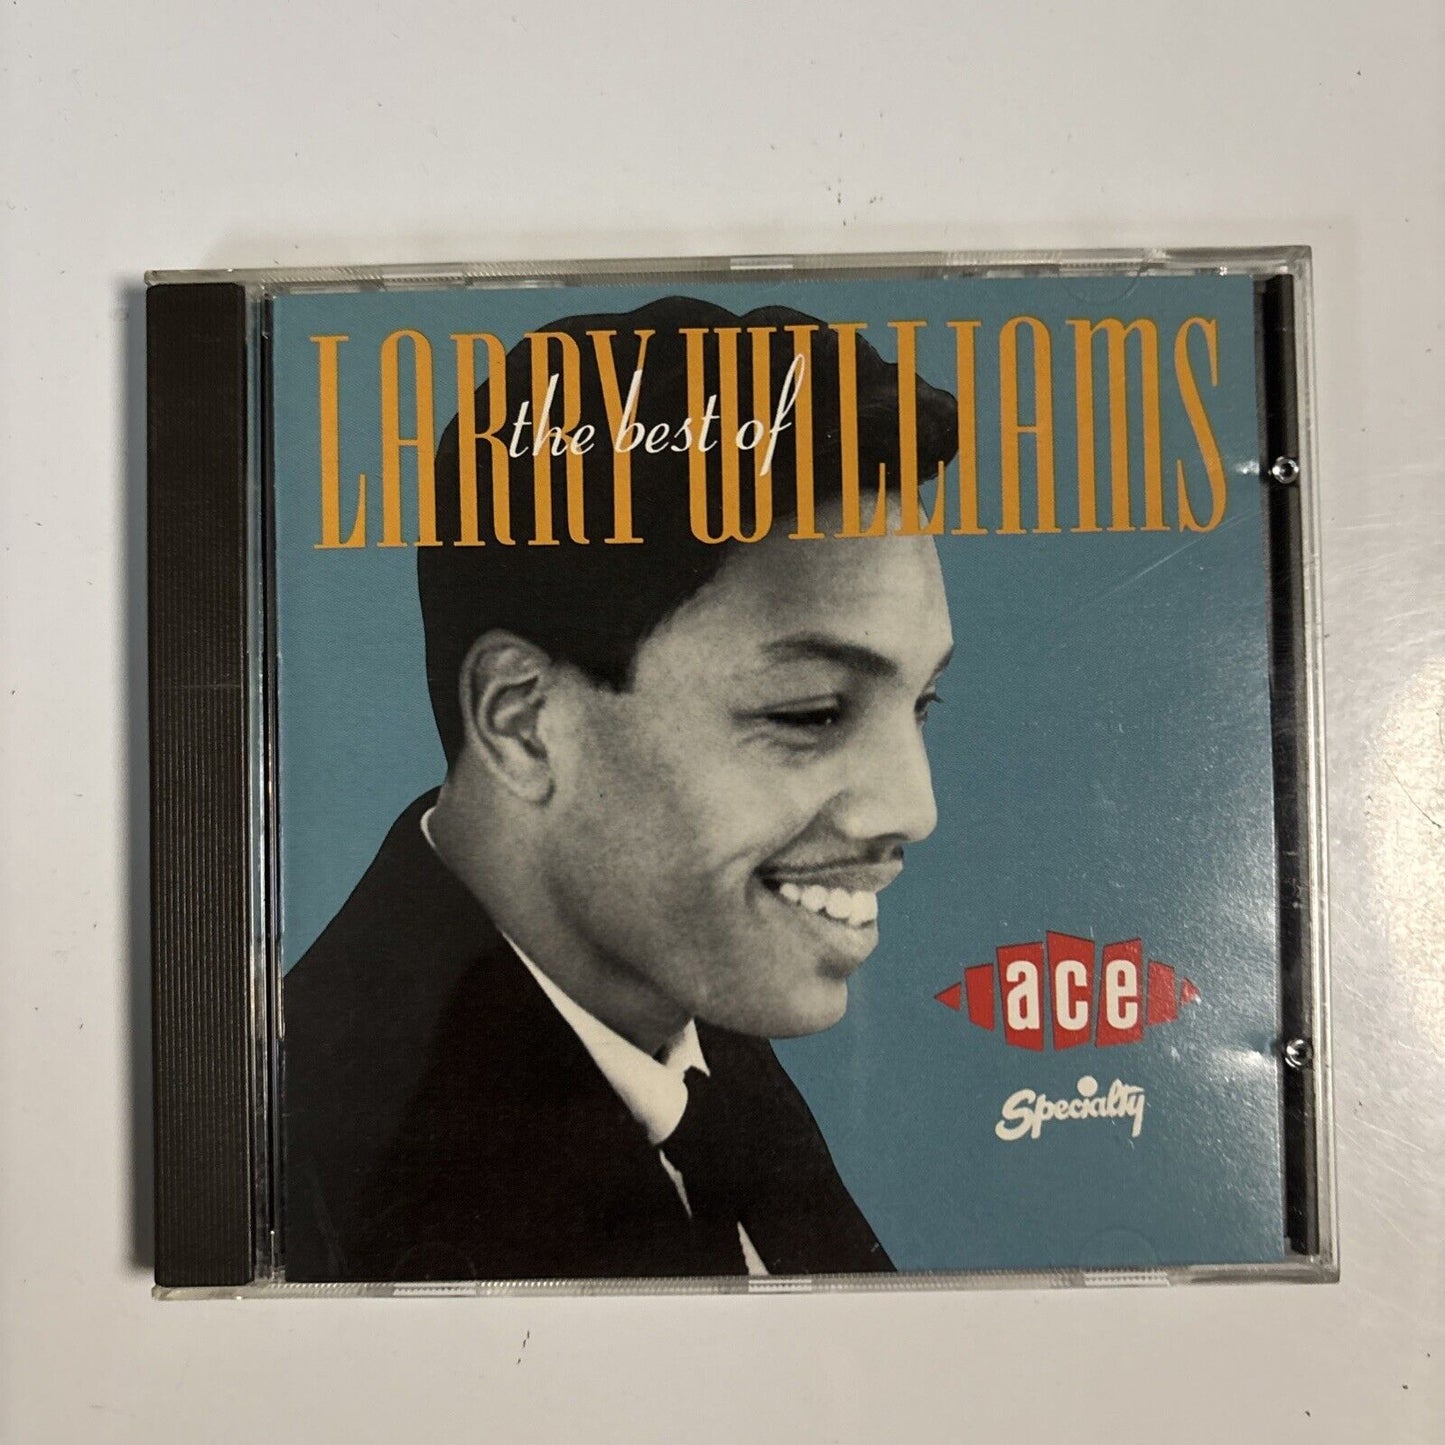 LARRY WILLIAMS
the best of
ace
Specialty